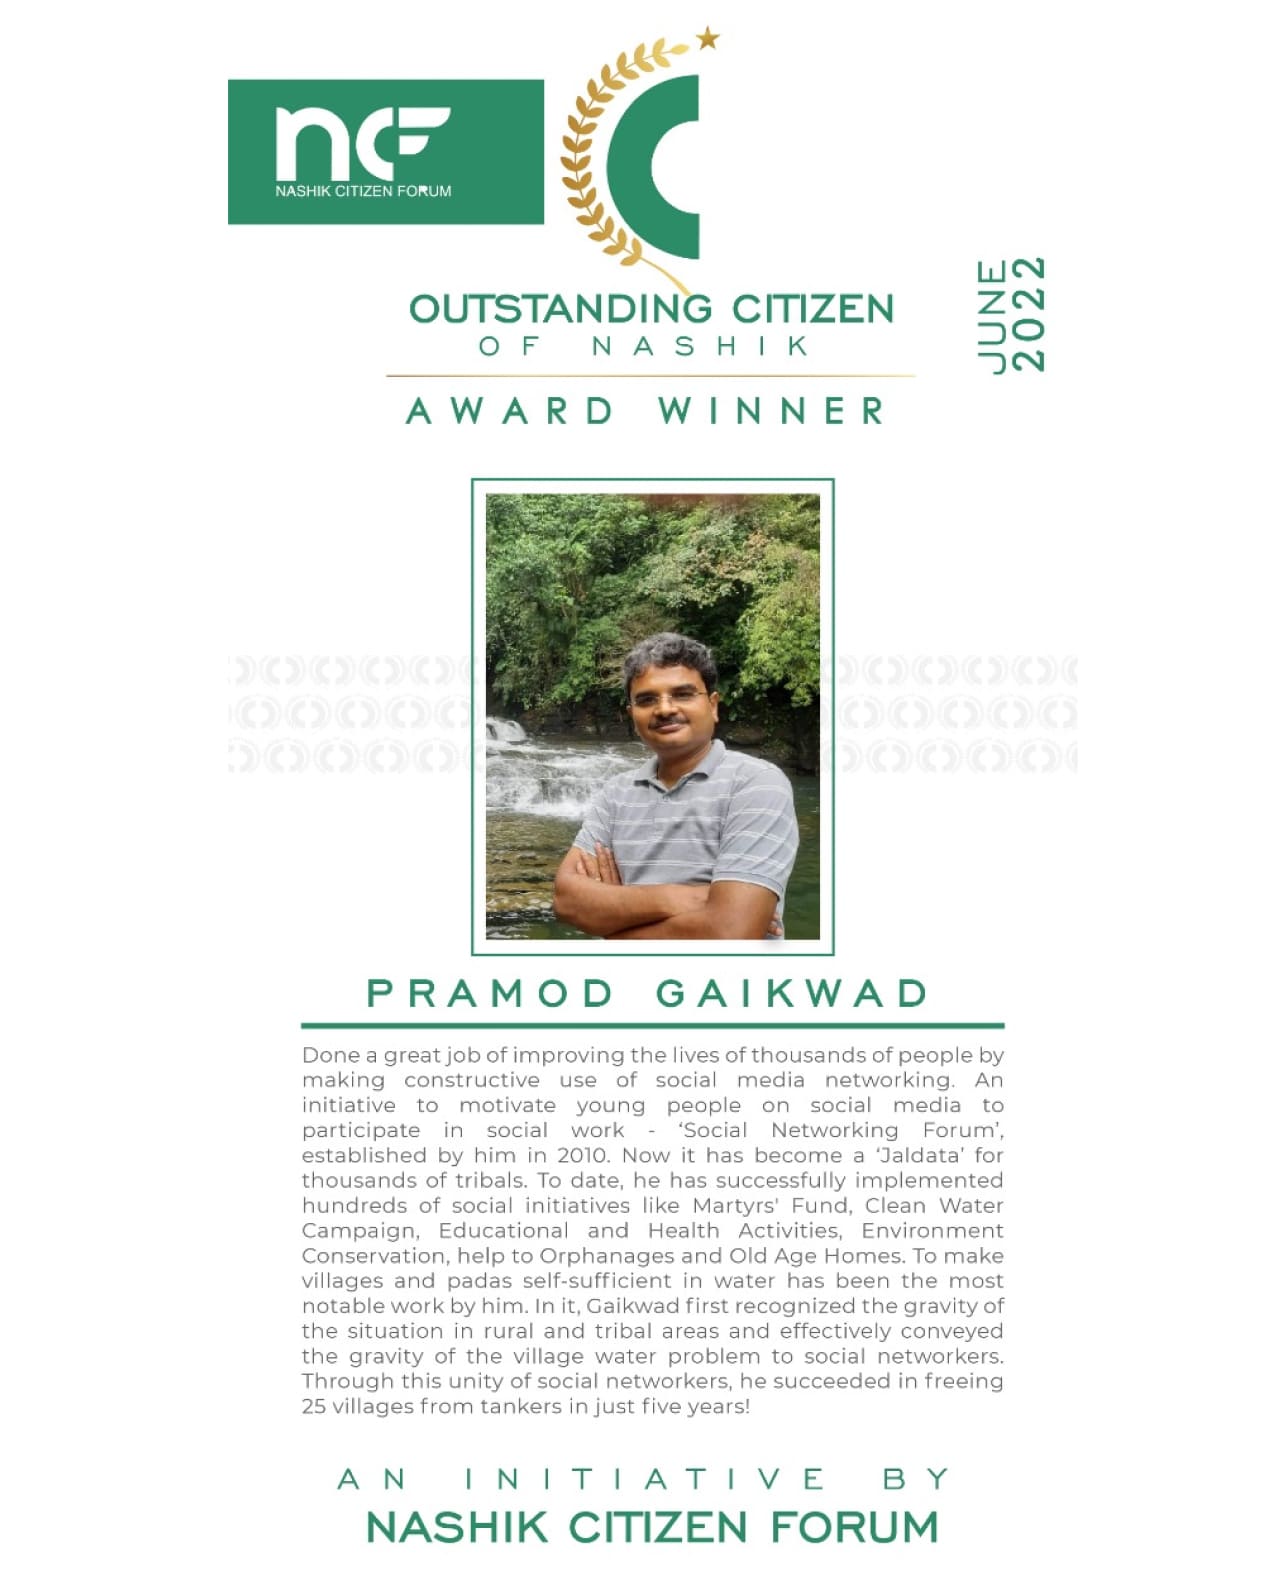 ncf
NASHIK CITIZEN FORUM
OUTSTANDING CITIZEN
OF NASHIK
JUNE
2022
AWARD WINNER
PRAMOD GAIKWAD
Done a great job of improving the lives of thousands of people by
making constructive use of social media networking. An
initiative to motivate young people on social media to
participate in social work - ‘Social Networking Forum’,
established by him in 2010. Now it has become a ‘Jaldata’ for
thousands of tribals. To date, he has successfully implemented
hundreds of social initiatives like Martyrs' Fund, Clean Water
Campaign, Educational and Health Activities, Environment
Conservation, help to Orphanages and Old Age Homes. To make
villages and padas self-sufficient in water has been the most
notable work by him. In it, Gaikwad first recognized the gravity of
the situation in rural and tribal areas and effectively conveyed
the gravity of the village water problem to social networkers.
Through this unity of social networkers, he succeeded in freeing
25 villages from tankers in just five years!
AN INITIATIVE BY
NASHIK CITIZEN FORUM